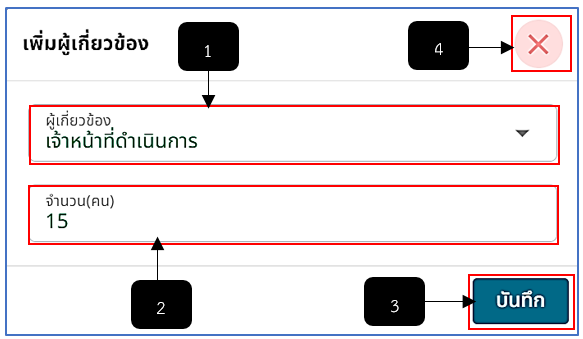 เพิ่มผู้เกี่ยวข้อง
1
4
ผู้เกี่ยวข้อง
เจ้าหน้าที่ดำเนินการ
จำนวน(คน)
15
2
3
บันทึก